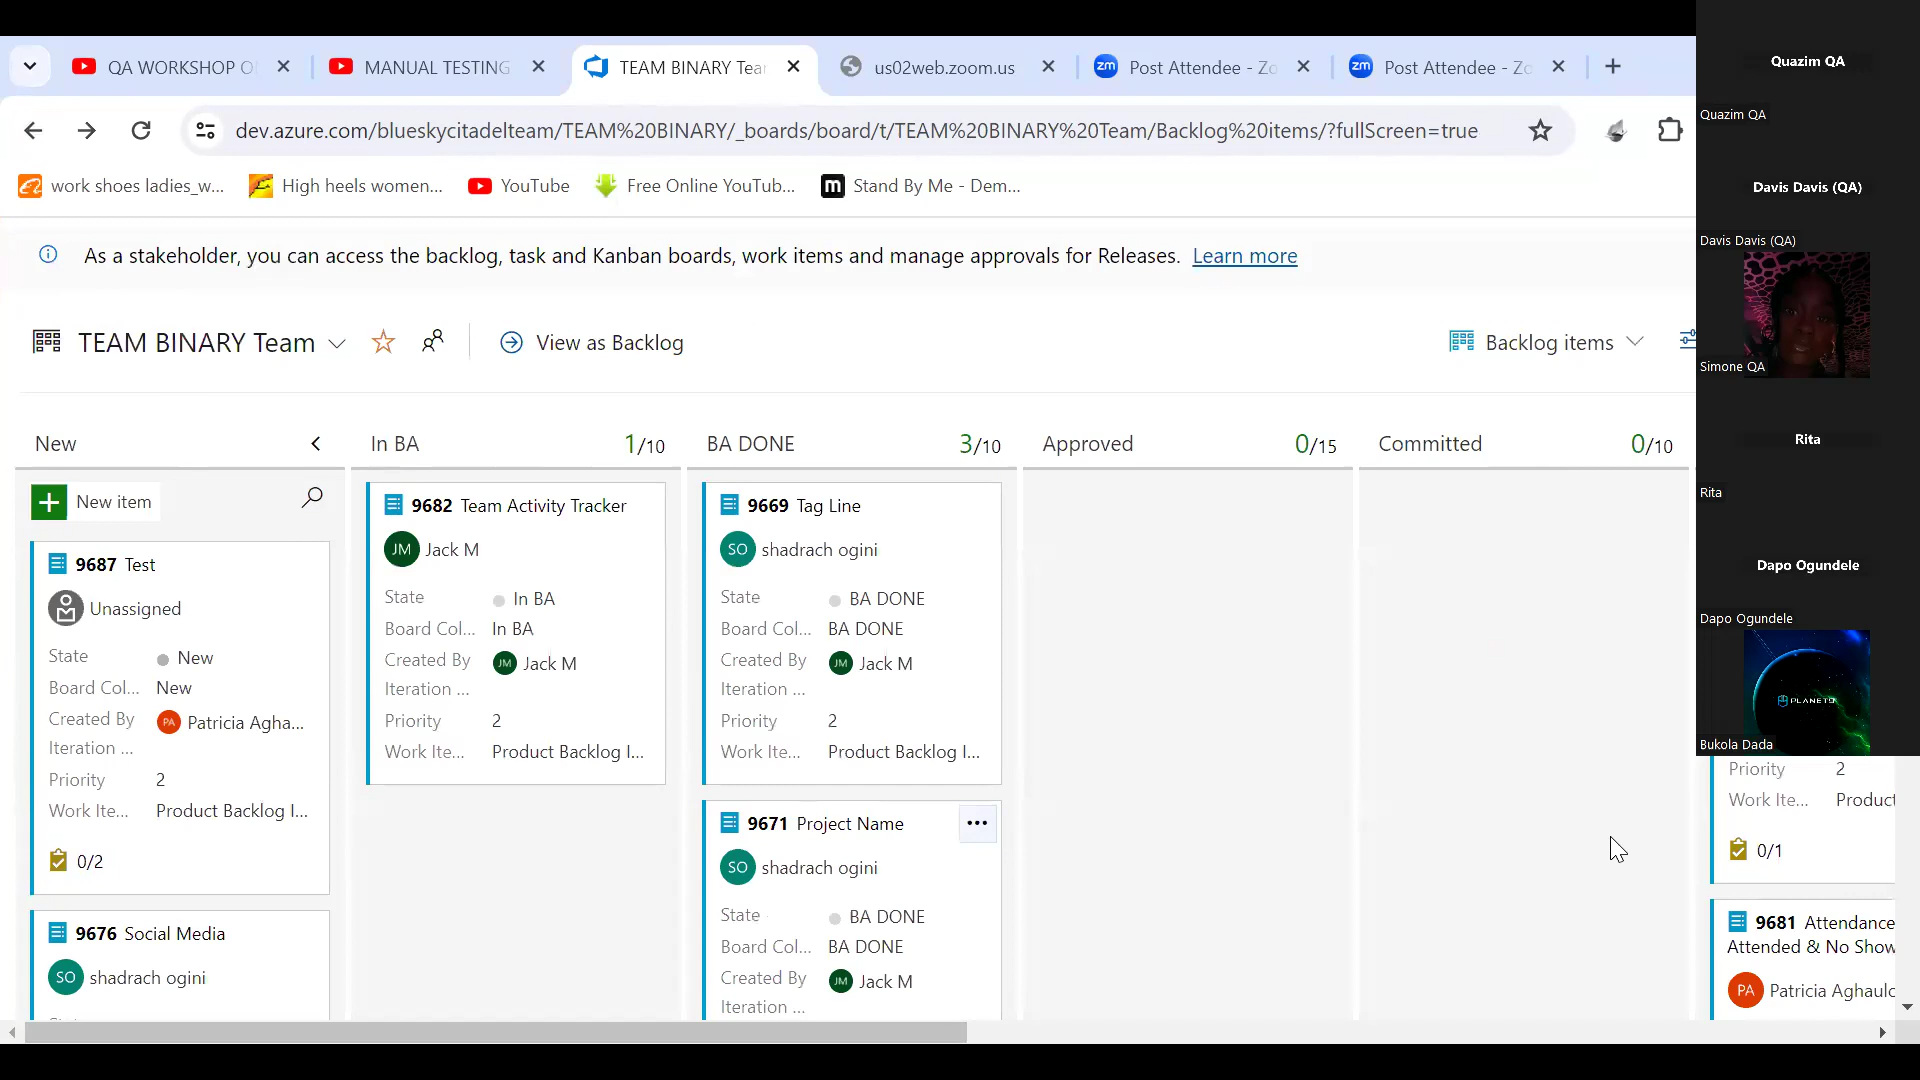 QA WORKSHOP O
MANUAL TESTING
TEAM BINARY Tea
us02web.zoom.us
Post Attendee - Zo
Post Attendee - Zo
dev.azure.com/blueskycitadelteam/TEAM%20BINARY/_boards/board/t/TEAM%20BINARY%20Team/Backlog%20items/?fullScreen=true
work shoes ladies_w...
High heels women...
YouTube
Free Online YouTub...
Stand By Me - Dem...
As a stakeholder, you can access the backlog, task and Kanban boards, work items and manage approvals for Releases. Learn more
TEAM BINARY Team
View as Backlog
Backlog items
New
In BA 1/10
BA DONE 3/10
Approved 0/15
Committed 0/10
New item
9687 Test
Unassigned
State New
Board Col... New
Created By PA Patricia Agha...
Iteration ...
Priority 2
Work Ite... Product Backlog I...
0/2
9676 Social Media
SO shadrach ogini
9682 Team Activity Tracker
JM Jack M
State In BA
Board Col... In BA
Created By JM Jack M
Iteration ...
Priority 2
Work Ite... Product Backlog I...
9669 Tag Line
SO shadrach ogini
State BA DONE
Board Col... BA DONE
Created By JM Jack M
Iteration ...
Priority 2
Work Ite... Product Backlog I...
9671 Project Name
SO shadrach ogini
State BA DONE
Board Col... BA DONE
Created By JM Jack M
Iteration ...
Priority 2
Work Ite... Product
0/1
9681 Attendance
Attended & No Show
PA Patricia Aghaulo
Quazim QA
Quazim QA
Davis Davis (QA)
Davis Davis (QA)
Simone QA
Rita
Rita
Dapo Ogundele
Dapo Ogundele
PLANETQ
Bukola Dada